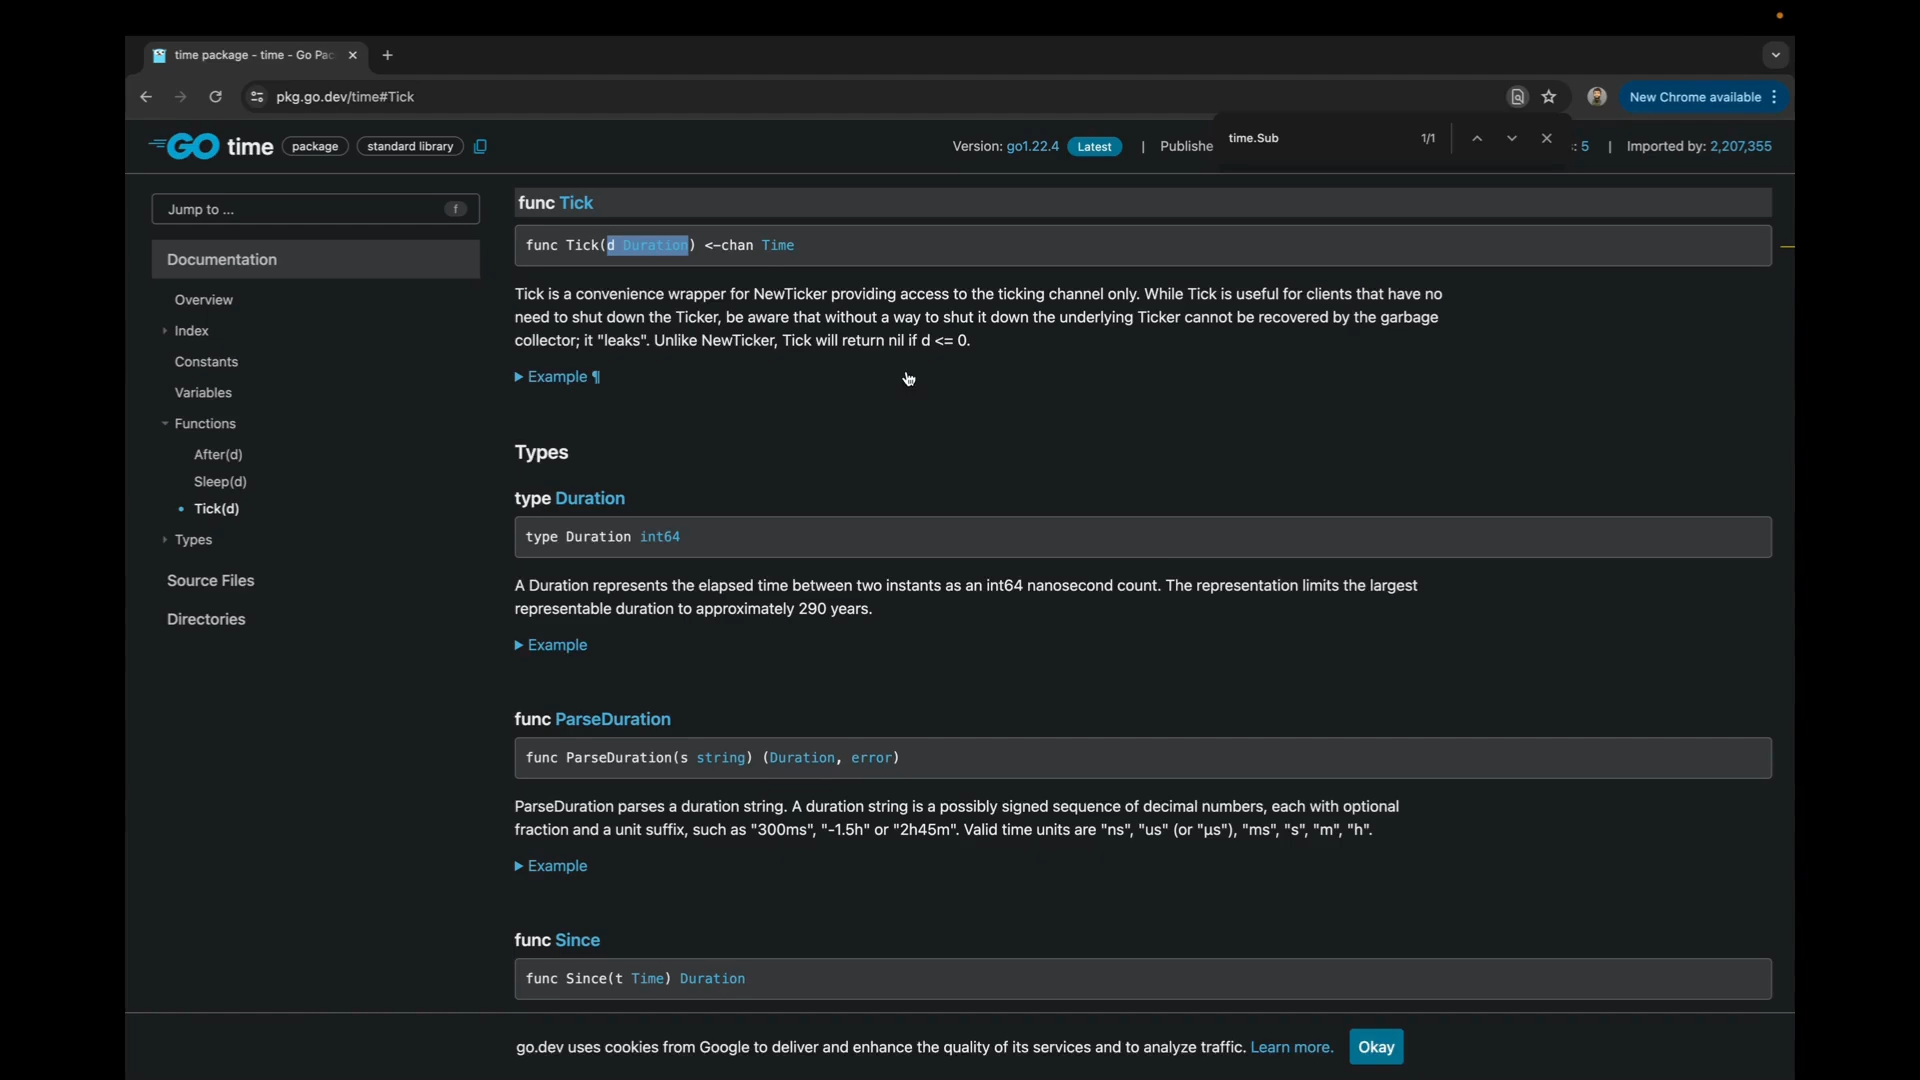 time package - time - Go Pac
pkg.go.dev/time#Tick
New Chrome available
time.Sub
1/1
GO time package standard library
Version: go1.22.4 Latest | Publishe
: 5 | Imported by: 2,207,355
Jump to ...
f
Documentation
Overview
Index
Constants
Variables
Functions
After(d)
Sleep(d)
Tick(d)
Types
Source Files
Directories
func Tick
func Tick(d Duration) <-chan Time
Tick is a convenience wrapper for NewTicker providing access to the ticking channel only. While Tick is useful for clients that have no
need to shut down the Ticker, be aware that without a way to shut it down the underlying Ticker cannot be recovered by the garbage
collector; it "leaks". Unlike NewTicker, Tick will return nil if d <= 0.
Example ¶
Types
type Duration
type Duration int64
A Duration represents the elapsed time between two instants as an int64 nanosecond count. The representation limits the largest
representable duration to approximately 290 years.
Example
func ParseDuration
func ParseDuration(s string) (Duration, error)
ParseDuration parses a duration string. A duration string is a possibly signed sequence of decimal numbers, each with optional
fraction and a unit suffix, such as "300ms", "-1.5h" or "2h45m". Valid time units are "ns", "us" (or "µs"), "ms", "s", "m", "h".
Example
func Since
func Since(t Time) Duration
go.dev uses cookies from Google to deliver and enhance the quality of its services and to analyze traffic. Learn more.
Okay